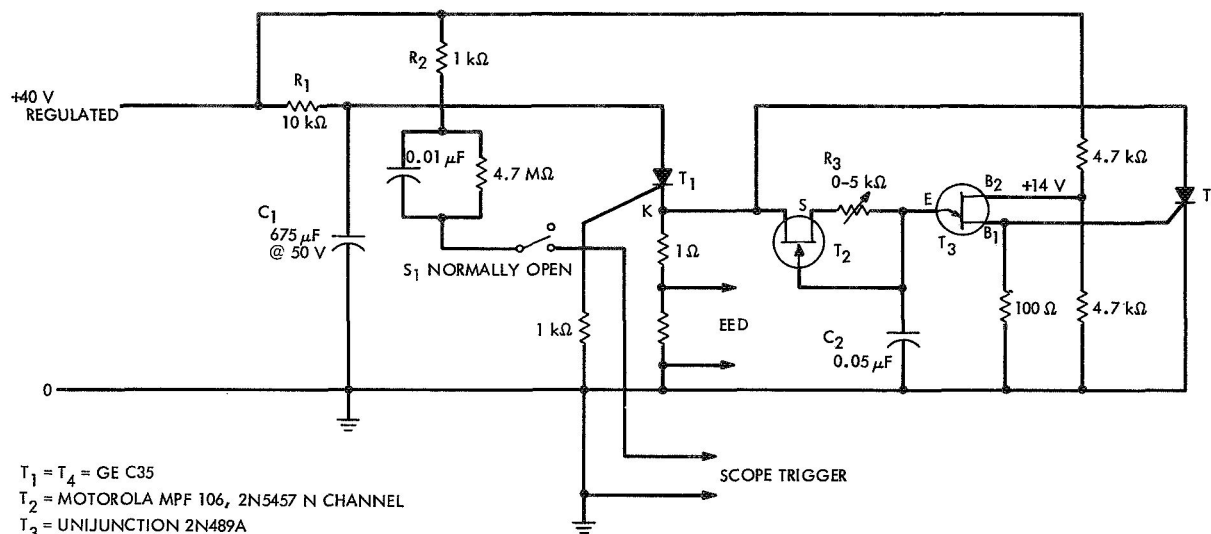 R2
1 kΩ
+40 V
REGULATED
R1
10 kΩ
0.01 μF
4.7 MΩ
T1
K
C1
675 μF
@ 50 V
S1 NORMALLY OPEN
1 kΩ
1 Ω
EED
S
R3
0-5 kΩ
T2
E
B2
B1
T3
+14 V
4.7 kΩ
T
C2
0.05 μF
100 Ω
4.7 kΩ
0
SCOPE TRIGGER
T1 = T4 = GE C35
T2 = MOTOROLA MPF 106, 2N5457 N CHANNEL
T3 = UNIJUNCTION 2N489A